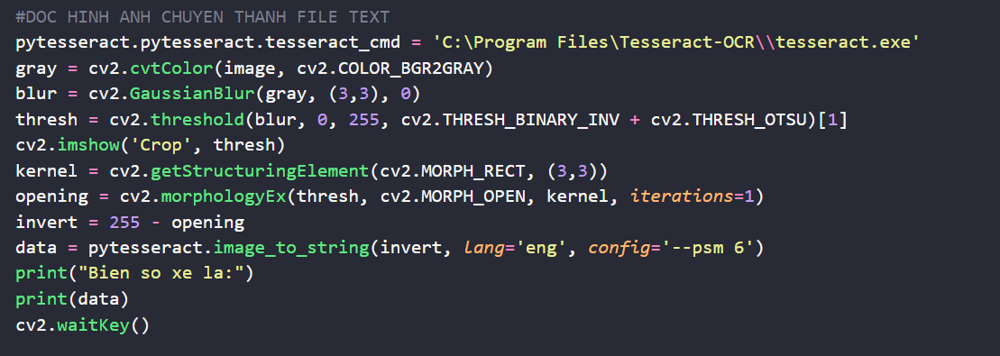 #DOC HINH ANH CHUYEN THANH FILE TEXT
pytesseract.pytesseract.tesseract_cmd = 'C:\Program Files\Tesseract-OCR\\tesseract.exe'
gray = cv2.cvtColor(image, cv2.COLOR_BGR2GRAY)
blur = cv2.GaussianBlur(gray, (3,3), 0)
thresh = cv2.threshold(blur, 0, 255, cv2.THRESH_BINARY_INV + cv2.THRESH_OTSU)[1]
cv2.imshow('Crop', thresh)
kernel = cv2.getStructuringElement(cv2.MORPH_RECT, (3,3))
opening = cv2.morphologyEx(thresh, cv2.MORPH_OPEN, kernel, iterations=1)
invert = 255 - opening
data = pytesseract.image_to_string(invert, lang='eng', config='--psm 6')
print("Bien so xe la:")
print(data)
cv2.waitKey()